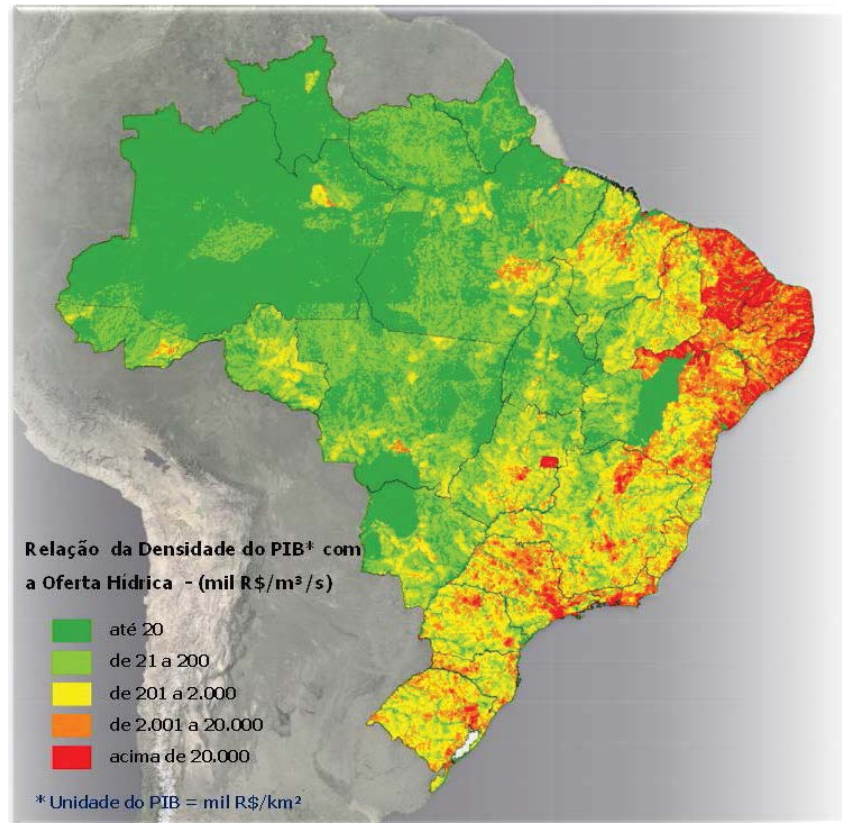 Relação da Densidade do PIB* com
a Oferta Hídrica - (mil R$/m³/s)
até 20
de 21 a 200
de 201 a 2.000
de 2.001 a 20.000
acima de 20.000
* Unidade do PIB = mil R$/km²